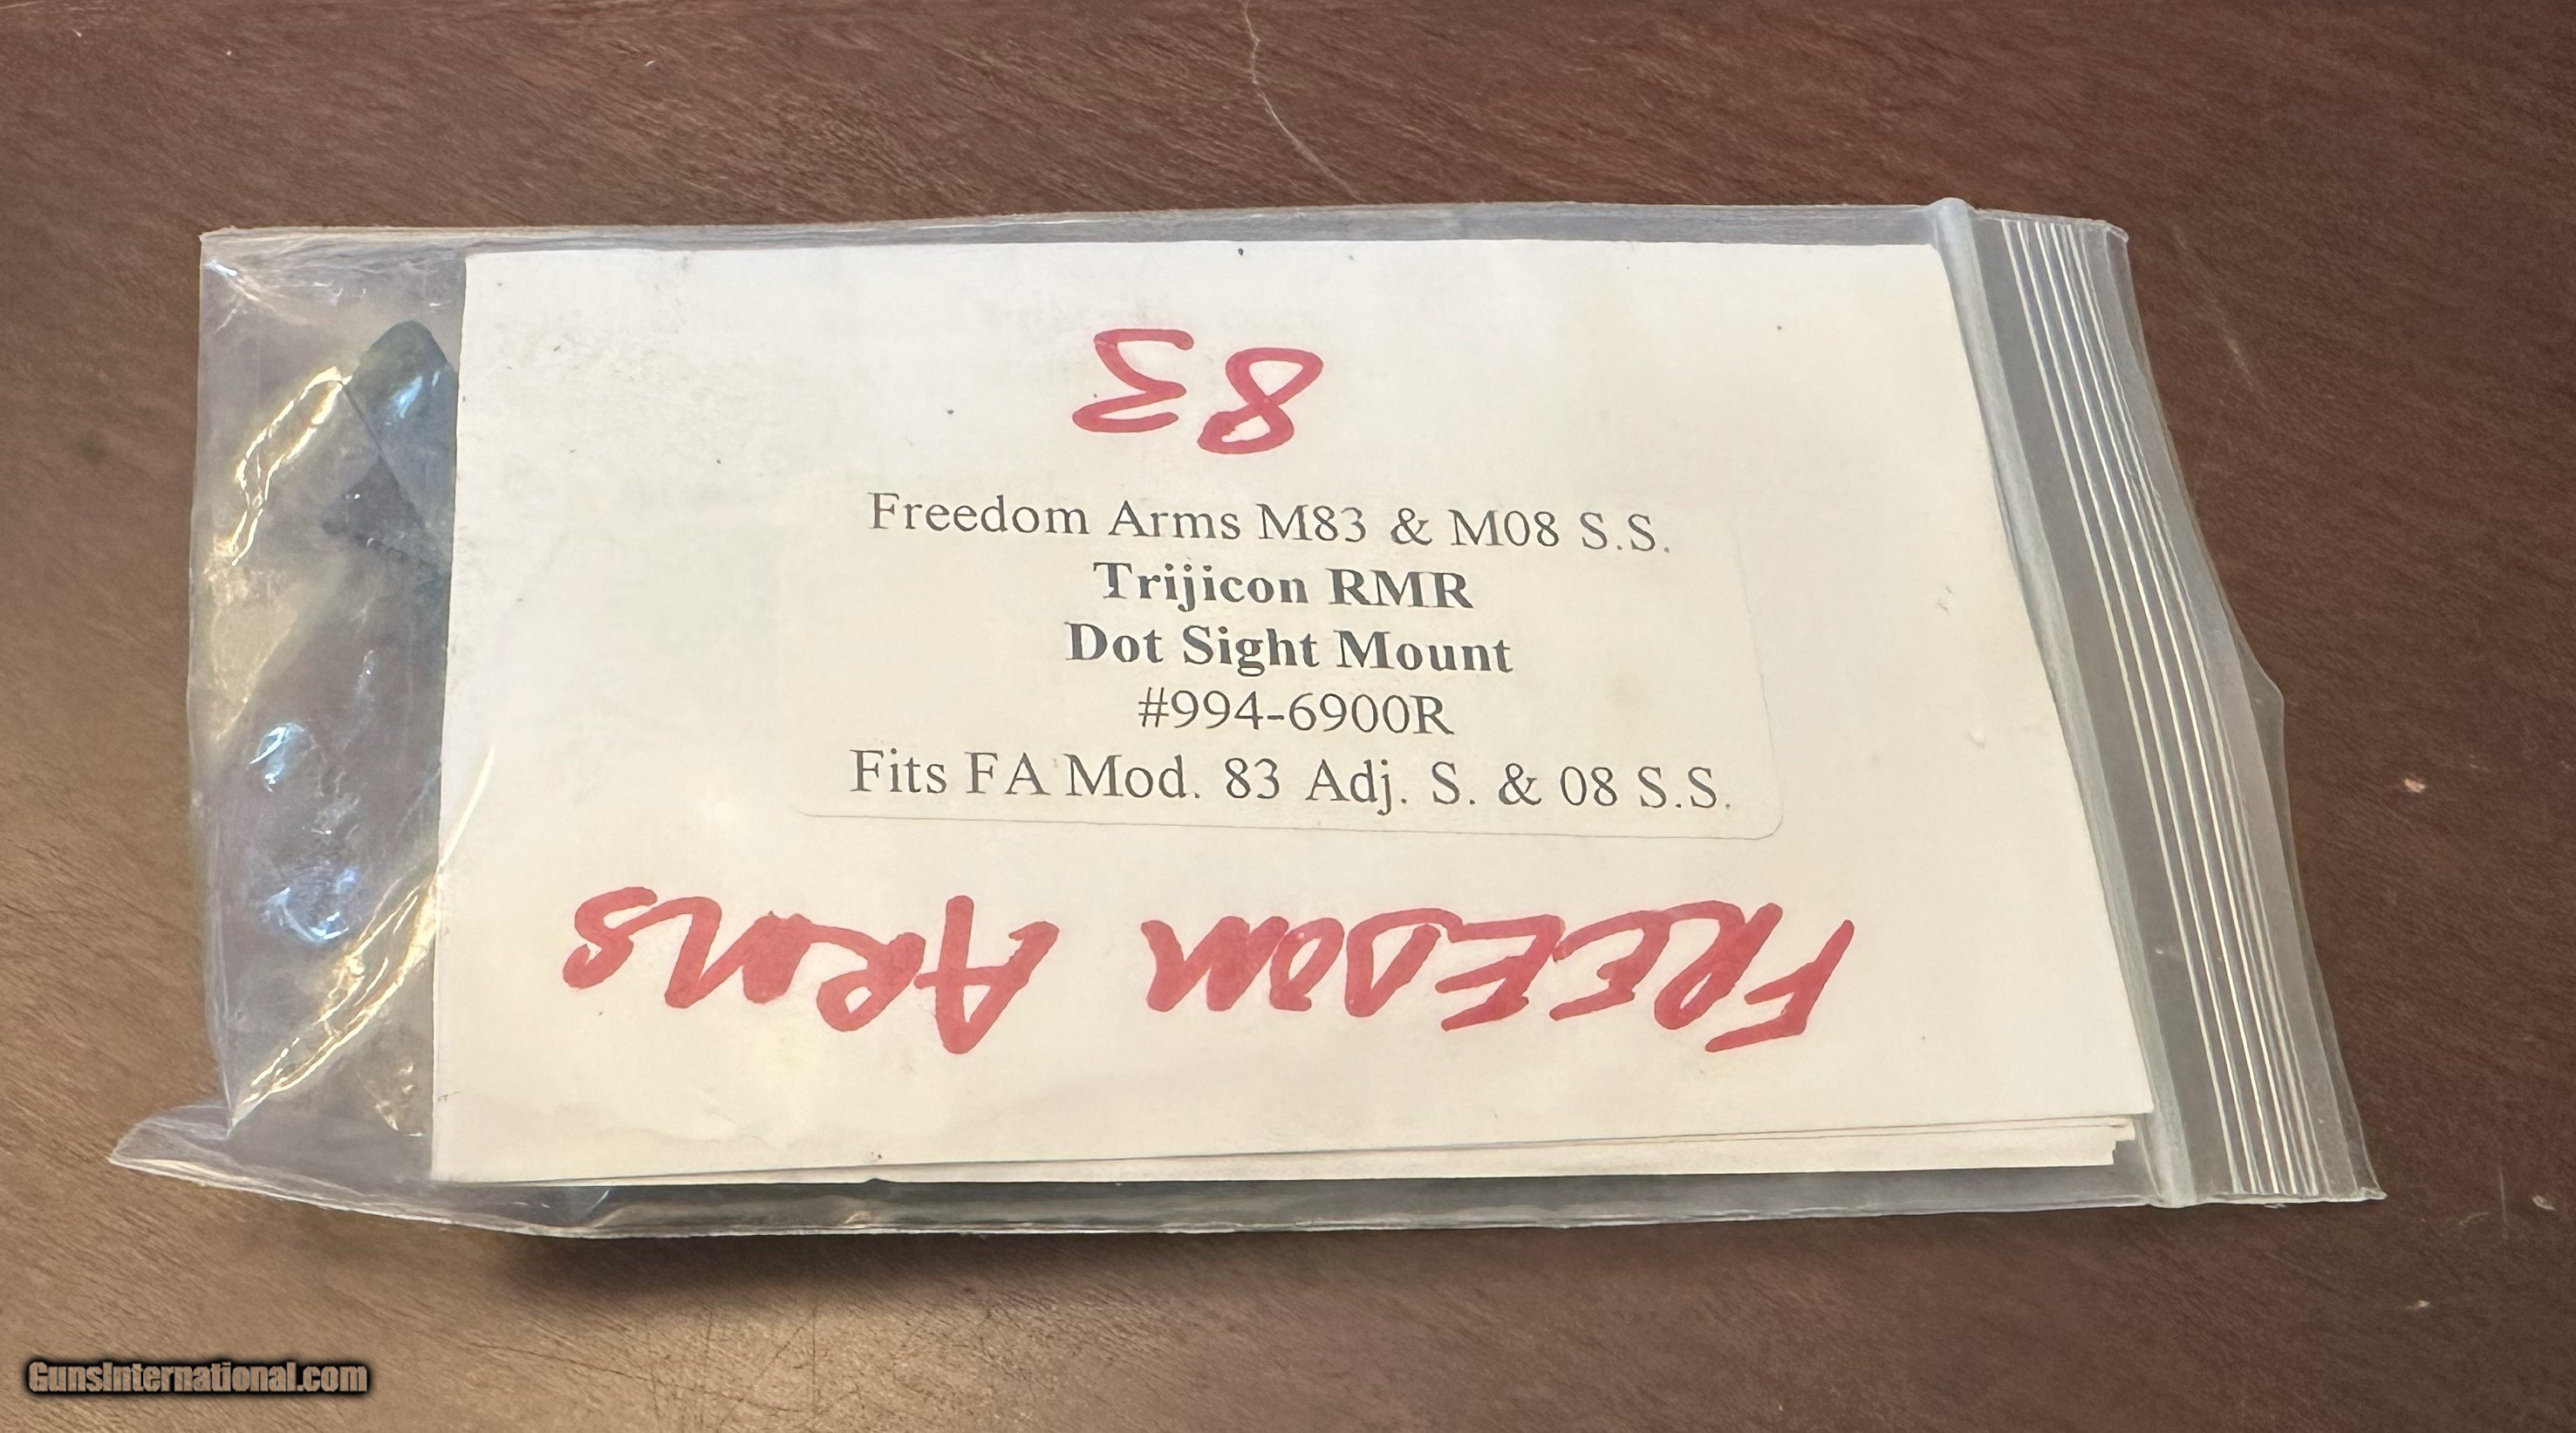 83
Freedom Arms M83 & M08 S.S.
Trijicon RMR
Dot Sight Mount
#994-6900R
Fits FA Mod. 83 Adj. S. & 08 S.S.
FREEDOM ARMS
GunsInternational.com